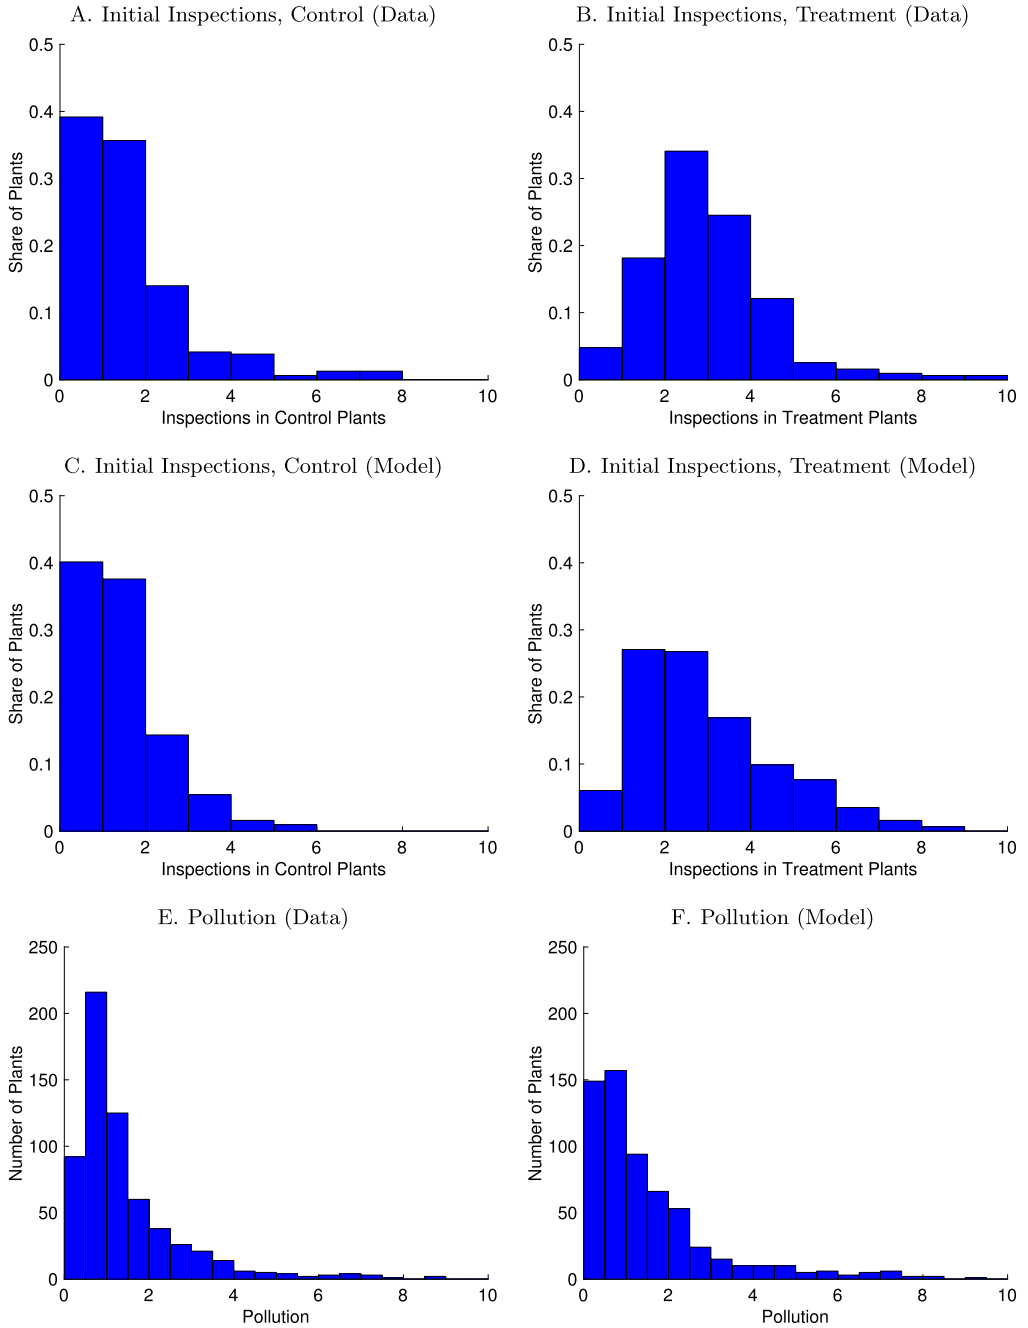 A. Initial Inspections, Control (Data)
0.5
0.4
0.3
0.2
0.1
0
Share of Plants
0 2 4 6 8 10
Inspections in Control Plants
B. Initial Inspections, Treatment (Data)
0.5
0.4
0.3
0.2
0.1
0
Share of Plants
0 2 4 6 8 10
Inspections in Treatment Plants
C. Initial Inspections, Control (Model)
0.5
0.4
0.3
0.2
0.1
0
Share of Plants
0 2 4 6 8 10
Inspections in Control Plants
D. Initial Inspections, Treatment (Model)
0.5
0.4
0.3
0.2
0.1
0
Share of Plants
0 2 4 6 8 10
Inspections in Treatment Plants
E. Pollution (Data)
250
200
150
100
50
0
Number of Plants
0 2 4 6 8 10
Pollution
F. Pollution (Model)
250
200
150
100
50
0
Number of Plants
0 2 4 6 8 10
Pollution